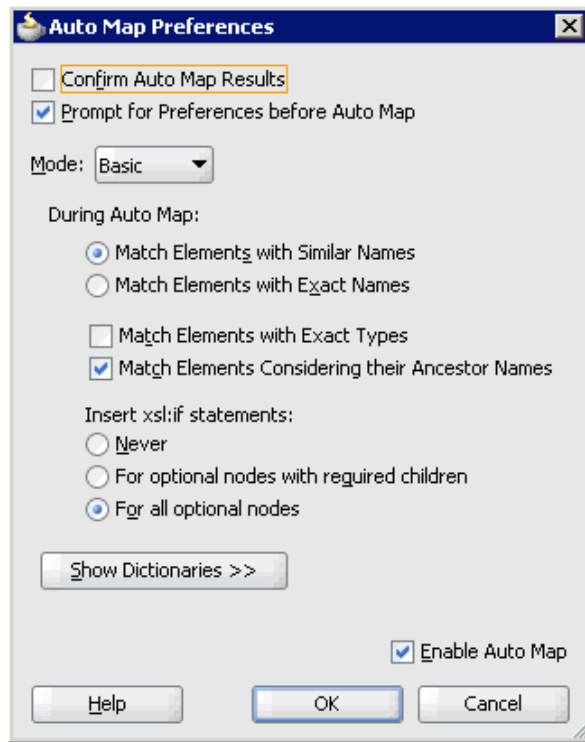 Auto Map Preferences
Confirm Auto Map Results
Prompt for Preferences before Auto Map
Mode: Basic
During Auto Map:
Match Elements with Similar Names
Match Elements with Exact Names
Match Elements with Exact Types
Match Elements Considering their Ancestor Names
Insert xsl:if statements:
Never
For optional nodes with required children
For all optional nodes
Show Dictionaries >>
Enable Auto Map
Help OK Cancel